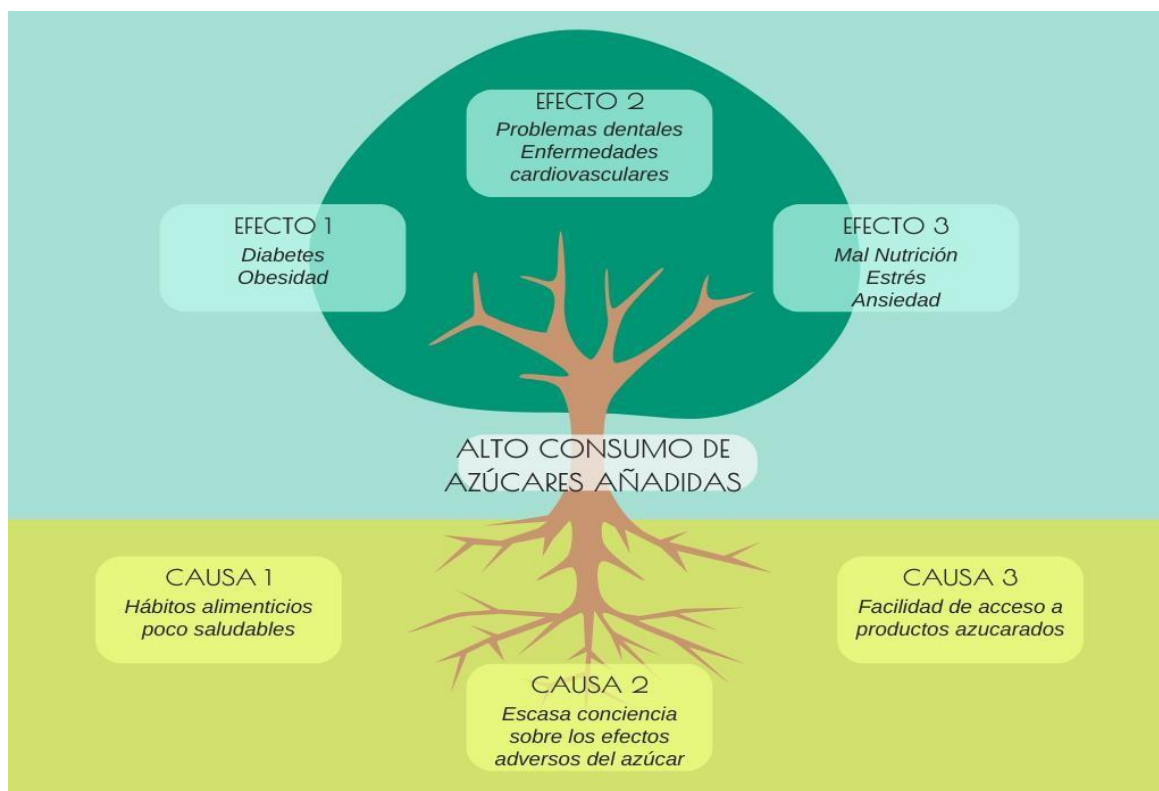 EFECTO 2
Problemas dentales
Enfermedades
cardiovasculares
EFECTO 1
Diabetes
Obesidad
EFECTO 3
Mal Nutrición
Estrés
Ansiedad
ALTO CONSUMO DE
AZÚCARES AÑADIDAS
CAUSA 1
Hábitos alimenticios
poco saludables
CAUSA 3
Facilidad de acceso a
productos azucarados
CAUSA 2
Escasa conciencia
sobre los efectos
adversos del azúcar